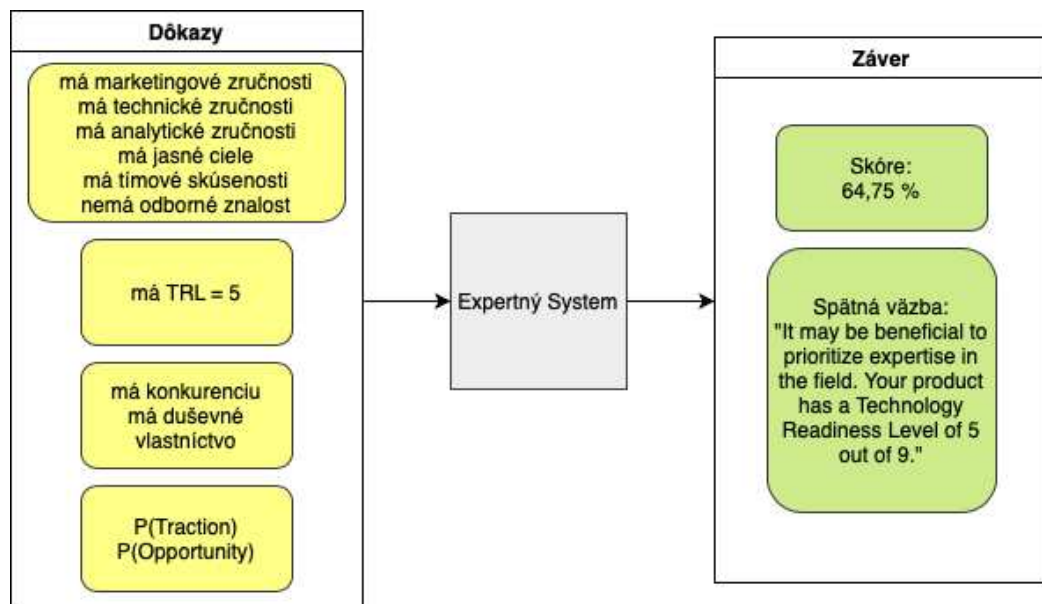 Dôkazy
má marketingové zručnosti
má technické zručnosti
má analytické zručnosti
má jasné ciele
má tímové skúsenosti
nemá odborné znalost
má TRL = 5
má konkurenciu
má duševné
vlastníctvo
P(Traction)
P(Opportunity)
Expertný System
Záver
Skóre:
64,75 %
Spätná väzba:
"It may be beneficial to
prioritize expertise in
the field. Your product
has a Technology
Readiness Level of 5
out of 9."